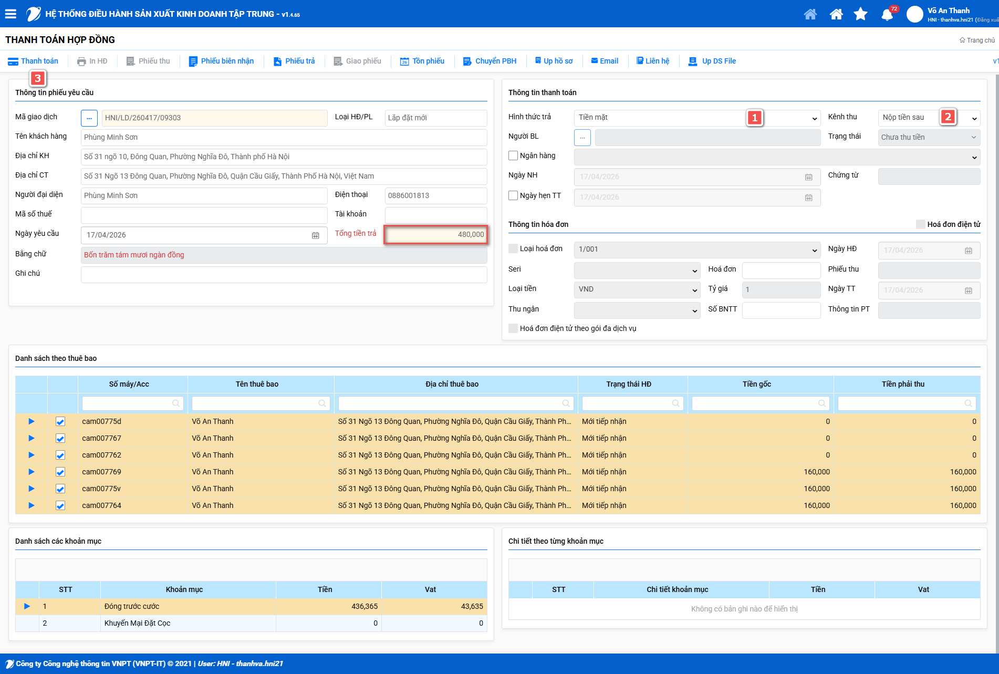 HỆ THỐNG ĐIỀU HÀNH SẢN XUẤT KINH DOANH TẬP TRUNG - v1.4.65
72
Võ An Thanh
HNI - thanhva.hni21 (Đăng xuấ
THANH TOÁN HỢP ĐỒNG
Trang chủ
Thanh toán
In HĐ
Phiếu thu
Phiếu biên nhận
Phiếu trả
Giao phiếu
26 Tồn phiếu
Chuyển PBH
Up hồ sơ
Email
Liên hệ
Up DS File
v1
3
Thông tin phiếu yêu cầu
Mã giao dịch ... HNI/LD/260417/09303 Loại HĐ/PL Lắp đặt mới
Tên khách hàng Phùng Minh Sơn
Địa chỉ KH Số 31 ngõ 10, Đông Quan, Phường Nghĩa Đô, Thành phố Hà Nội
Địa chỉ CT Số 31 Ngõ 13 Đông Quan, Phường Nghĩa Đô, Quận Cầu Giấy, Thành Phố Hà Nội, Việt Nam
Người đại diện Phùng Minh Sơn Điện thoại 0886001813
Mã số thuế Tài khoản
Ngày yêu cầu 17/04/2026 Tổng tiền trả 480,000
Bằng chữ Bốn trăm tám mươi ngàn đồng
Ghi chú
Thông tin thanh toán
Hình thức trả Tiền mặt 1 Kênh thu Nộp tiền sau 2
Người BL ... Trạng thái Chưa thu tiền
Ngân hàng
Ngày NH 17/04/2026 Chứng từ
Ngày hẹn TT 17/04/2026
Thông tin hóa đơn Hoá đơn điện tử
Loại hoá đơn 1/001 Ngày HĐ 17/04/2026
Seri Hoá đơn Phiếu thu
Loại tiền VND Tỷ giá 1 Ngày TT 17/04/2026
Thu ngân Số BNTT Thông tin PT
Hoá đơn điện tử theo gói đa dịch vụ
Danh sách theo thuê bao
Số máy/Acc Tên thuê bao Địa chỉ thuê bao Trạng thái HĐ Tiền gốc Tiền phải thu
cam00775d Võ An Thanh Số 31 Ngõ 13 Đông Quan, Phường Nghĩa Đô, Quận Cầu Giấy, Thành Ph... Mới tiếp nhận 0 0
cam007767 Võ An Thanh Số 31 Ngõ 13 Đông Quan, Phường Nghĩa Đô, Quận Cầu Giấy, Thành Ph... Mới tiếp nhận 0 0
cam007762 Võ An Thanh Số 31 Ngõ 13 Đông Quan, Phường Nghĩa Đô, Quận Cầu Giấy, Thành Ph... Mới tiếp nhận 0 0
cam007769 Võ An Thanh Số 31 Ngõ 13 Đông Quan, Phường Nghĩa Đô, Quận Cầu Giấy, Thành Ph... Mới tiếp nhận 160,000 160,000
cam00775v Võ An Thanh Số 31 Ngõ 13 Đông Quan, Phường Nghĩa Đô, Quận Cầu Giấy, Thành Ph... Mới tiếp nhận 160,000 160,000
cam007764 Võ An Thanh Số 31 Ngõ 13 Đông Quan, Phường Nghĩa Đô, Quận Cầu Giấy, Thành Ph... Mới tiếp nhận 160,000 160,000
Danh sách các khoản mục
STT Khoản mục Tiền Vat
1 Đóng trước cước 436,365 43,635
2 Khuyến Mại Đặt Cọc 0 0
Chi tiết theo từng khoản mục
STT Chi tiết khoản mục Tiền Vat
Không có bản ghi nào để hiển thị
Công ty Công nghệ thông tin VNPT (VNPT-IT) © 2021 | User: HNI - thanhva.hni21